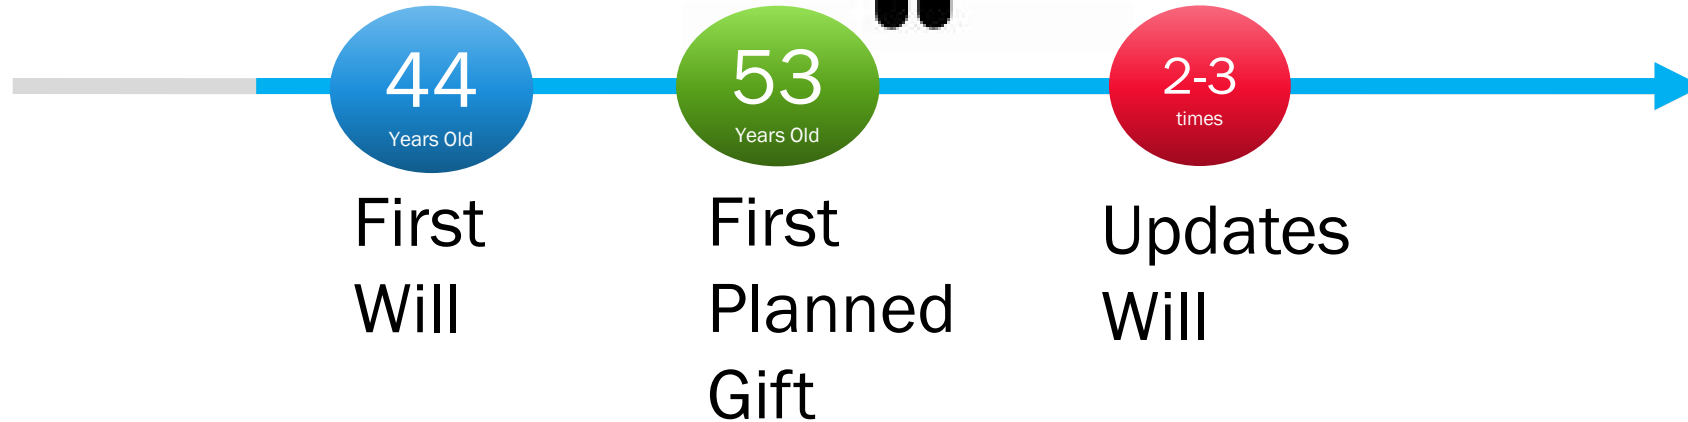 44
Years Old
First
Will
53
Years Old
First
Planned
Gift
2-3
times
Updates
Will